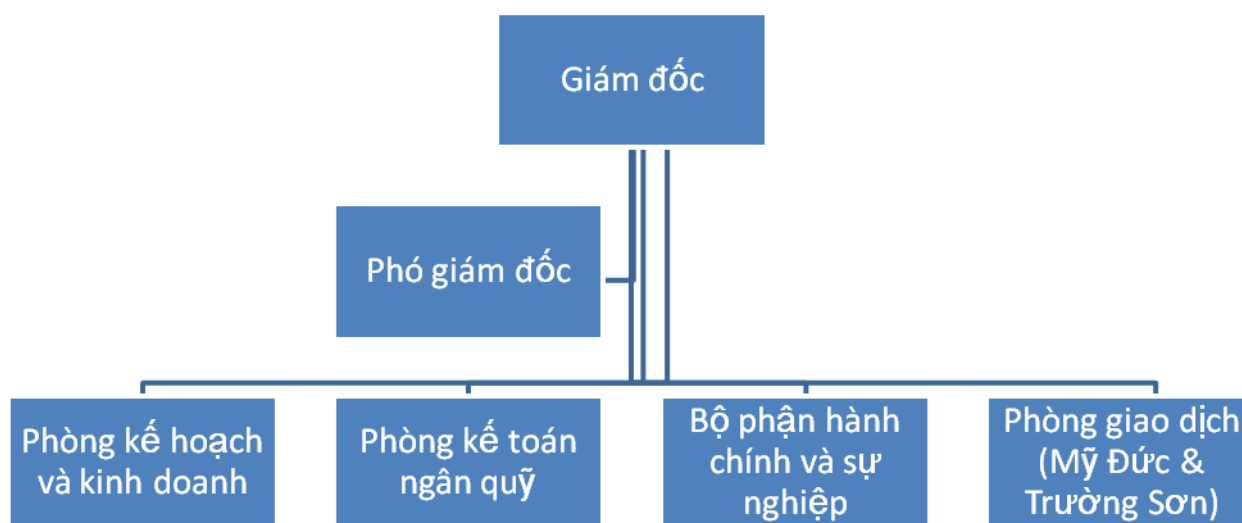 Giám đốc
Phó giám đốc
Phòng kế hoạch
và kinh doanh
Phòng kế toán
ngân quỹ
Bộ phận hành
chính và sự
nghiệp
Phòng giao dịch
(Mỹ Đức &
Trường Sơn)